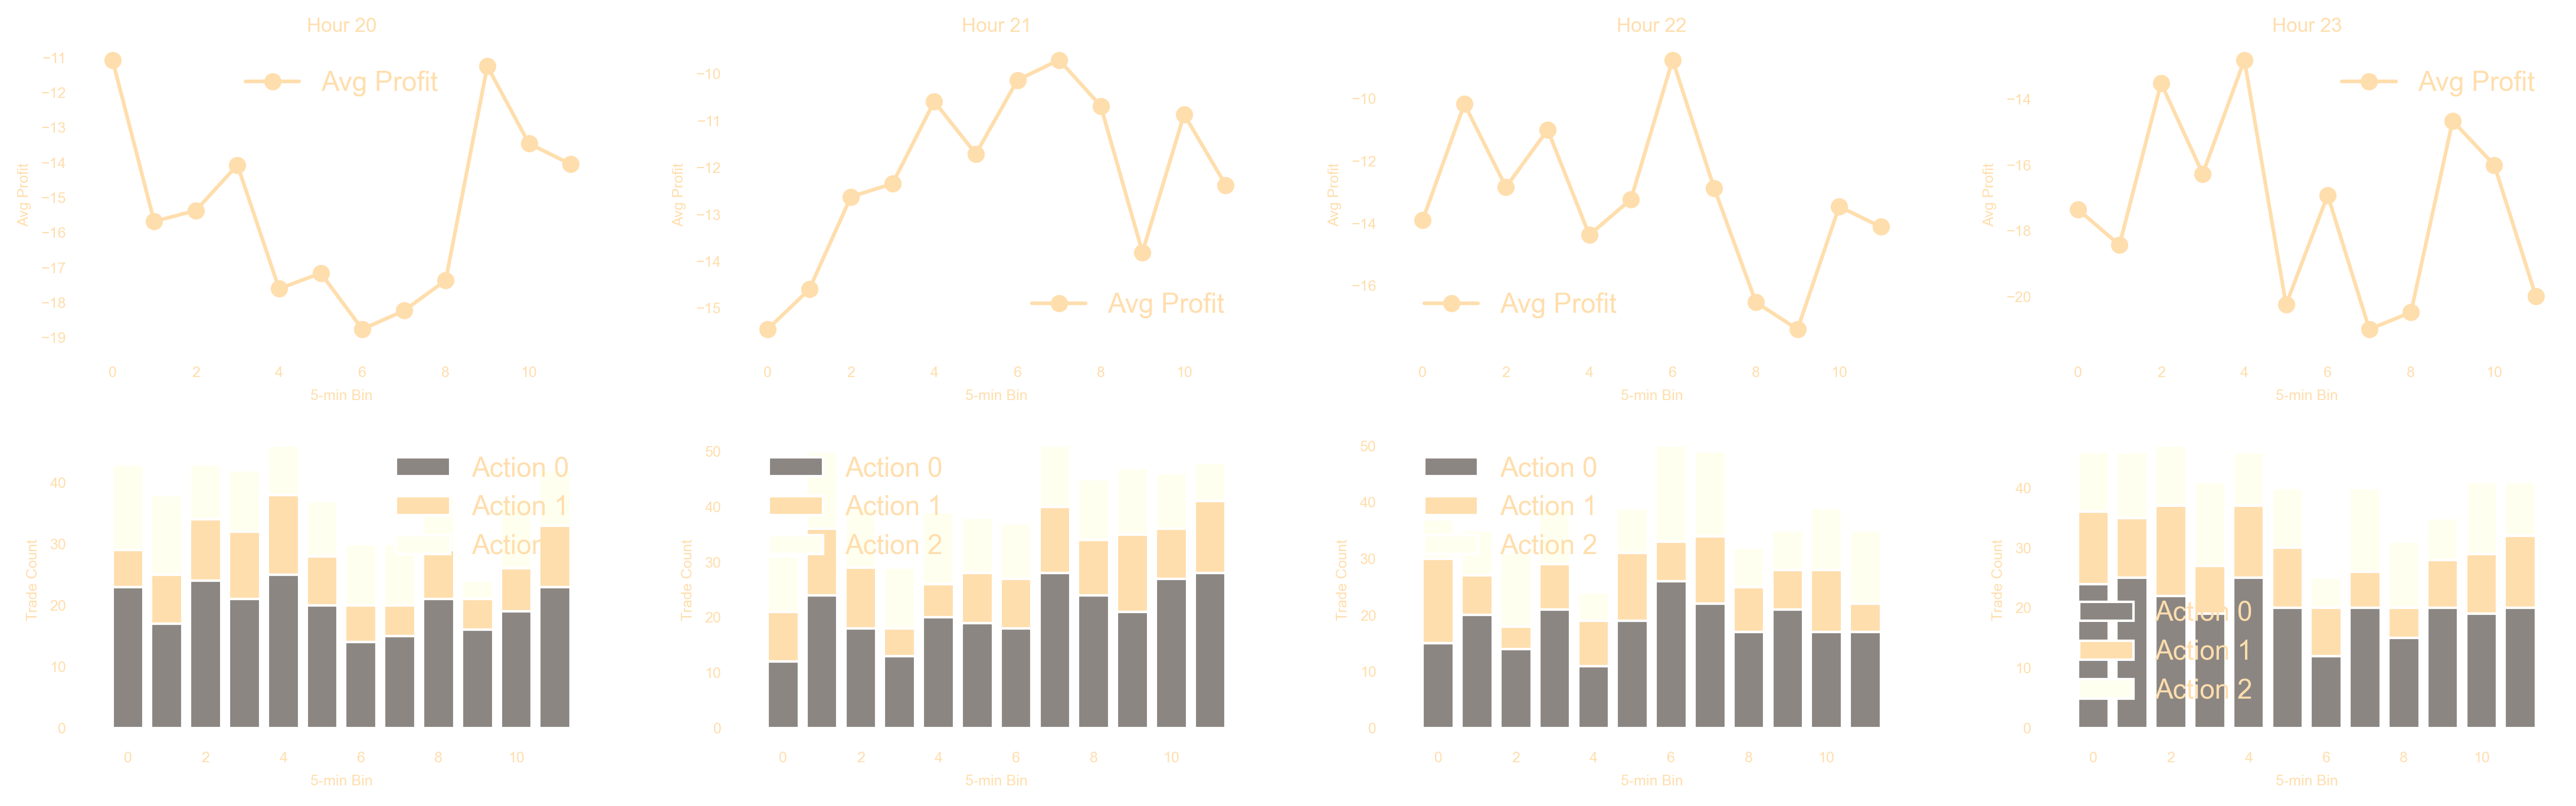 Hour 20
−11
−12
−13
−14
−15
−16
−17
−18
−19
Avg Profit
Avg Profit
0 2 4 6 8 10
5-min Bin
Hour 21
−10
−11
−12
−13
−14
−15
Avg Profit
Avg Profit
0 2 4 6 8 10
5-min Bin
Hour 22
−10
−12
−14
−16
Avg Profit
Avg Profit
0 2 4 6 8 10
5-min Bin
Hour 23
−14
−16
−18
−20
Avg Profit
Avg Profit
0 2 4 6 8 10
5-min Bin
40
30
20
10
0
Trade Count
Action 0
Action 1
Action
0 2 4 6 8 10
5-min Bin
50
40
30
20
10
0
Trade Count
Action 0
Action 1
Action 2
0 2 4 6 8 10
5-min Bin
50
40
30
20
10
0
Trade Count
Action 0
Action 1
Action 2
0 2 4 6 8 10
5-min Bin
40
30
20
10
0
Trade Count
Action 0
Action 1
Action 2
0 2 4 6 8 10
5-min Bin